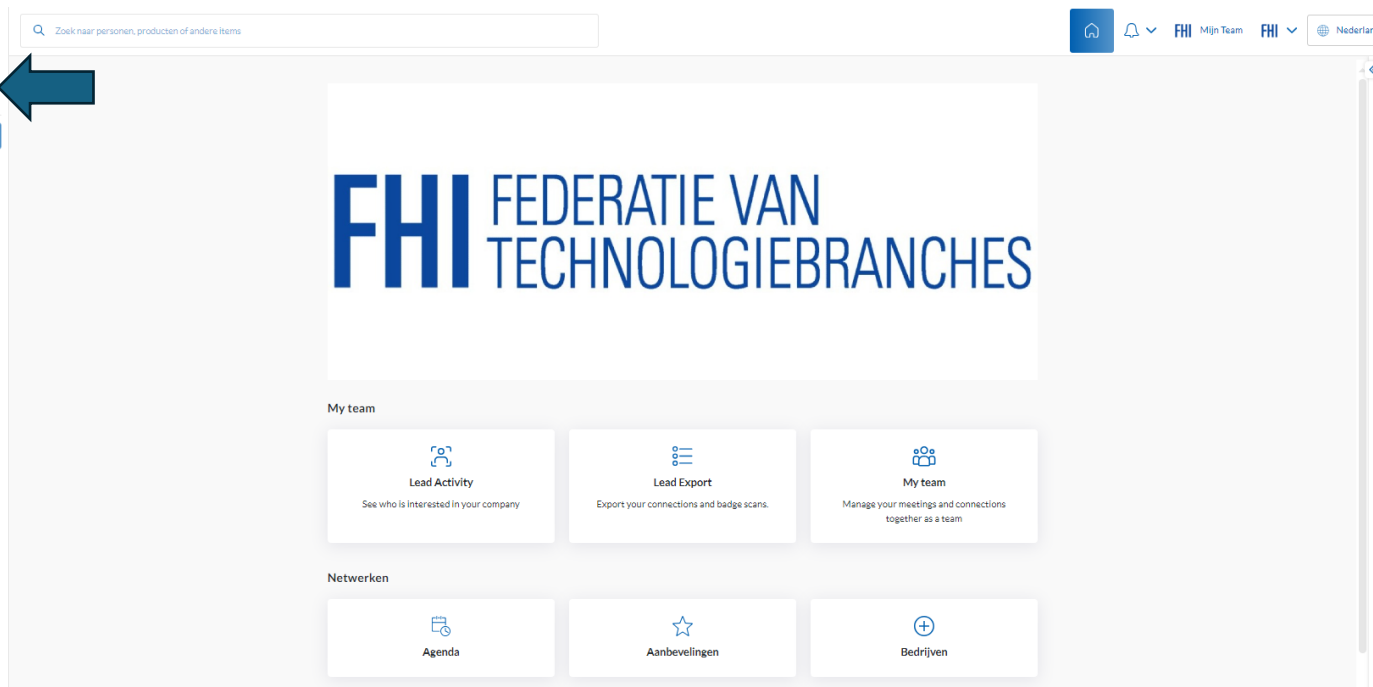 Zoek naar personen, producten of andere items
FHI Mijn Team FHI Nederlan
FHI FEDERATIE VAN
TECHNOLOGIEBRANCHES
My team
Lead Activity
See who is interested in your company
Lead Export
Export your connections and badge scans.
My team
Manage your meetings and connections
together as a team
Netwerken
Agenda
Aanbevelingen
Bedrijven